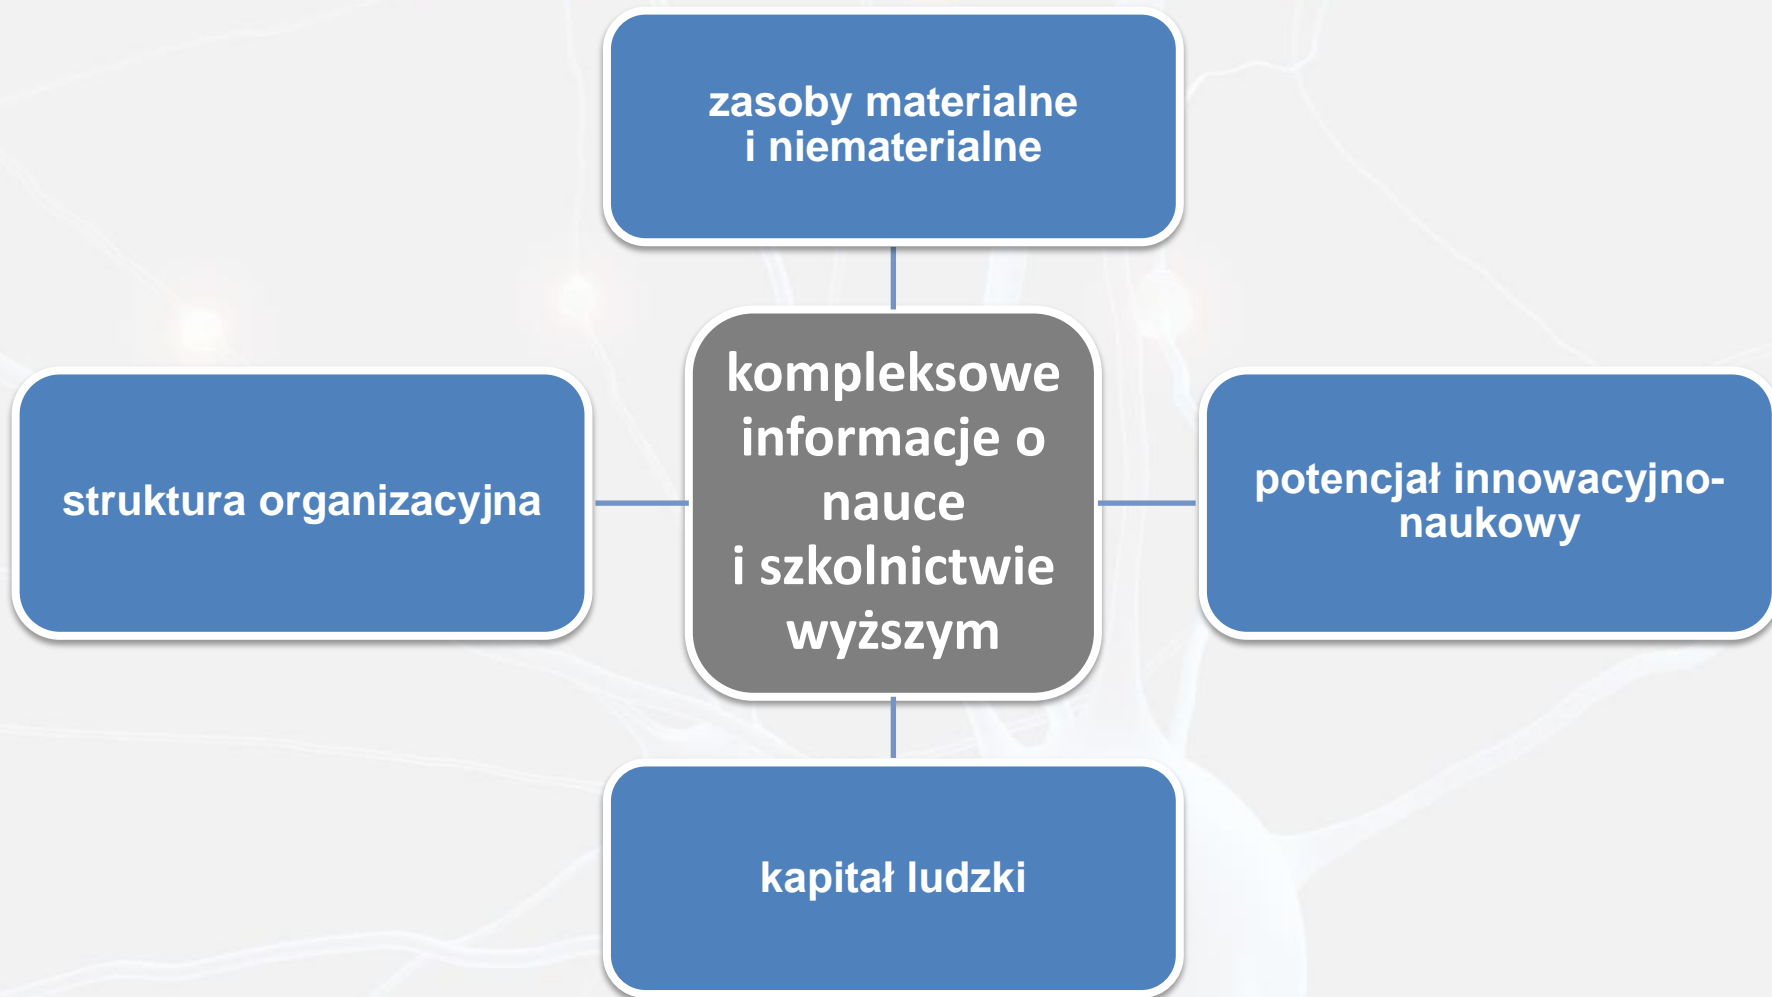 zasoby materialne
i niematerialne
kompleksowe
informacje o
nauce
i szkolnictwie
wyższym
struktura organizacyjna
potencjał innowacyjno-
naukowy
kapitał ludzki